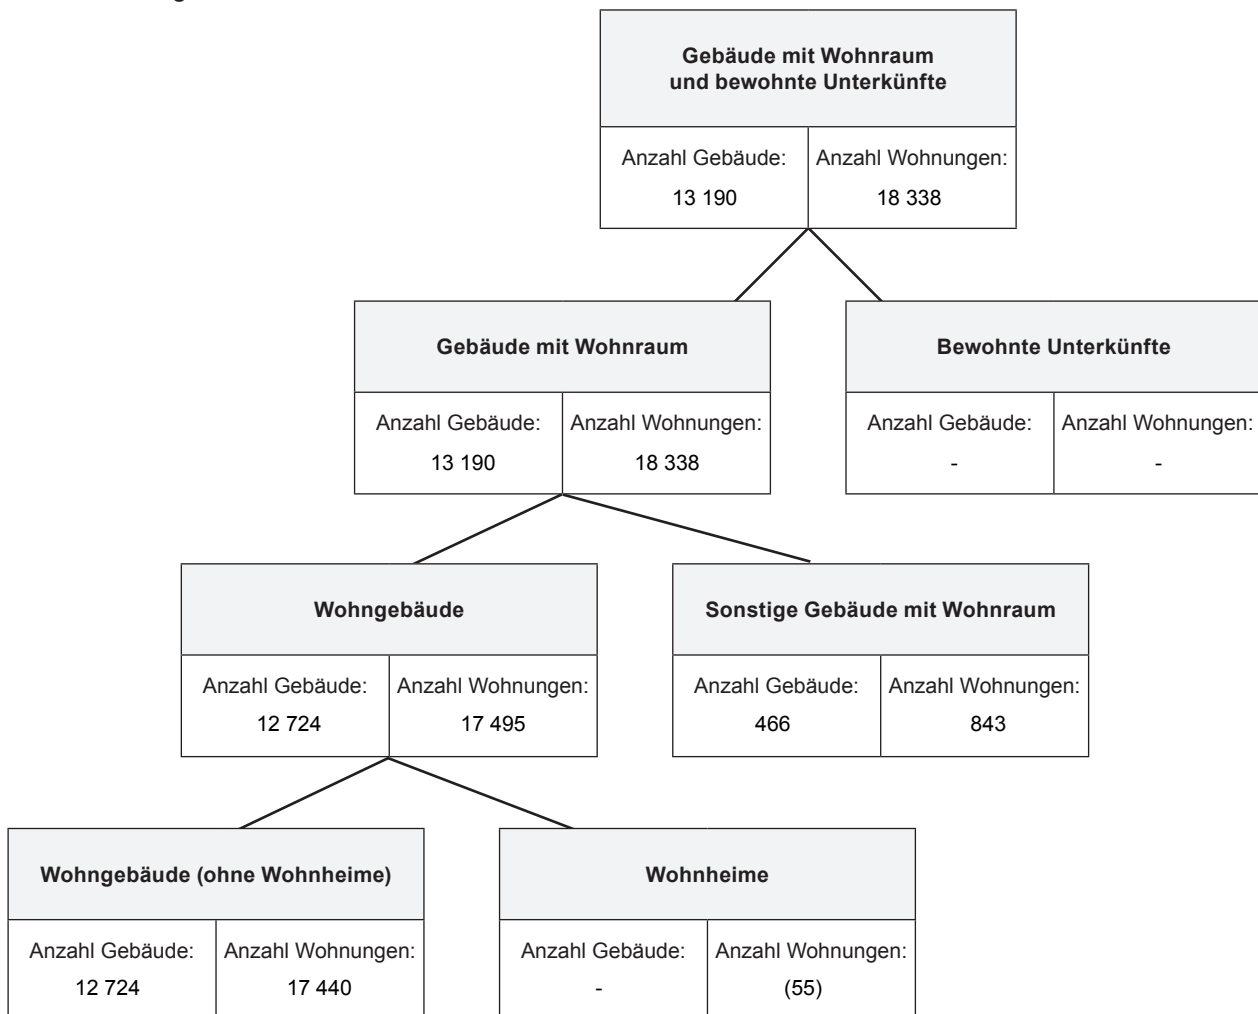 Gebäude mit Wohnraum
und bewohnte Unterkünfte
Anzahl Gebäude: Anzahl Wohnungen:
13 190 18 338
Gebäude mit Wohnraum Bewohnte Unterkünfte
Anzahl Gebäude: Anzahl Wohnungen: Anzahl Gebäude: Anzahl Wohnungen:
13 190 18 338 - -
Wohngebäude Sonstige Gebäude mit Wohnraum
Anzahl Gebäude: Anzahl Wohnungen: Anzahl Gebäude: Anzahl Wohnungen:
12 724 17 495 466 843
Wohngebäude (ohne Wohnheime) Wohnheime
Anzahl Gebäude: Anzahl Wohnungen: Anzahl Gebäude: Anzahl Wohnungen:
12 724 17 440 - (55)